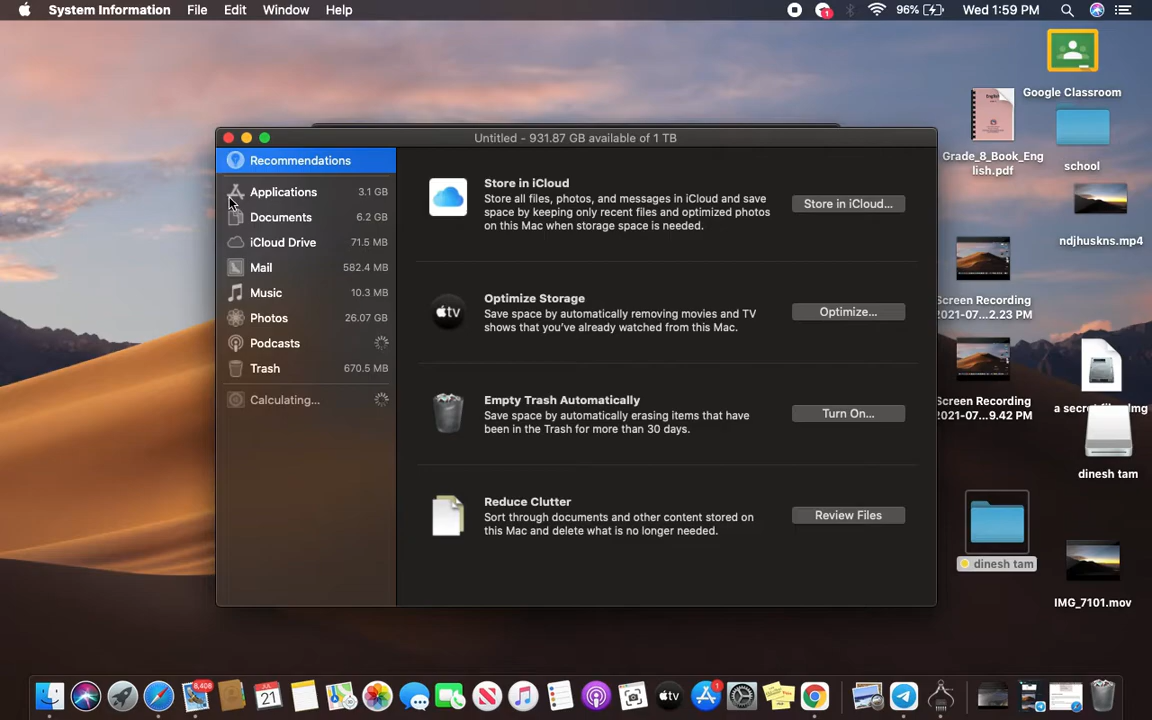 System Information File Edit Window Help
1
96% Wed 1:59 PM
Untitled - 931.87 GB available of 1 TB
Recommendations
Applications 3.1 GB
Documents 6.2 GB
iCloud Drive 71.5 MB
Mail 582.4 MB
Music 10.3 MB
Photos 26.07 GB
Podcasts
Trash 670.5 MB
Calculating...
Store in iCloud
Store all files, photos, and messages in iCloud and save
space by keeping only recent files and optimized photos
on this Mac when storage space is needed.
Store in iCloud...
Optimize Storage
Save space by automatically removing movies and TV
shows that you've already watched from this Mac.
Optimize...
Empty Trash Automatically
Save space by automatically erasing items that have
been in the Trash for more than 30 days.
Turn On...
Reduce Clutter
Sort through documents and other content stored on
this Mac and delete what is no longer needed.
Review Files
Google Classroom
Grade_8_Book_Eng
lish.pdf
school
ndjhuskns.mp4
Screen Recording
2021-07...2.23 PM
Screen Recording
2021-07...9.42 PM
a secret
dinesh tam
dinesh tam
IMG_7101.mov
8,406
JUL
21
tv
1